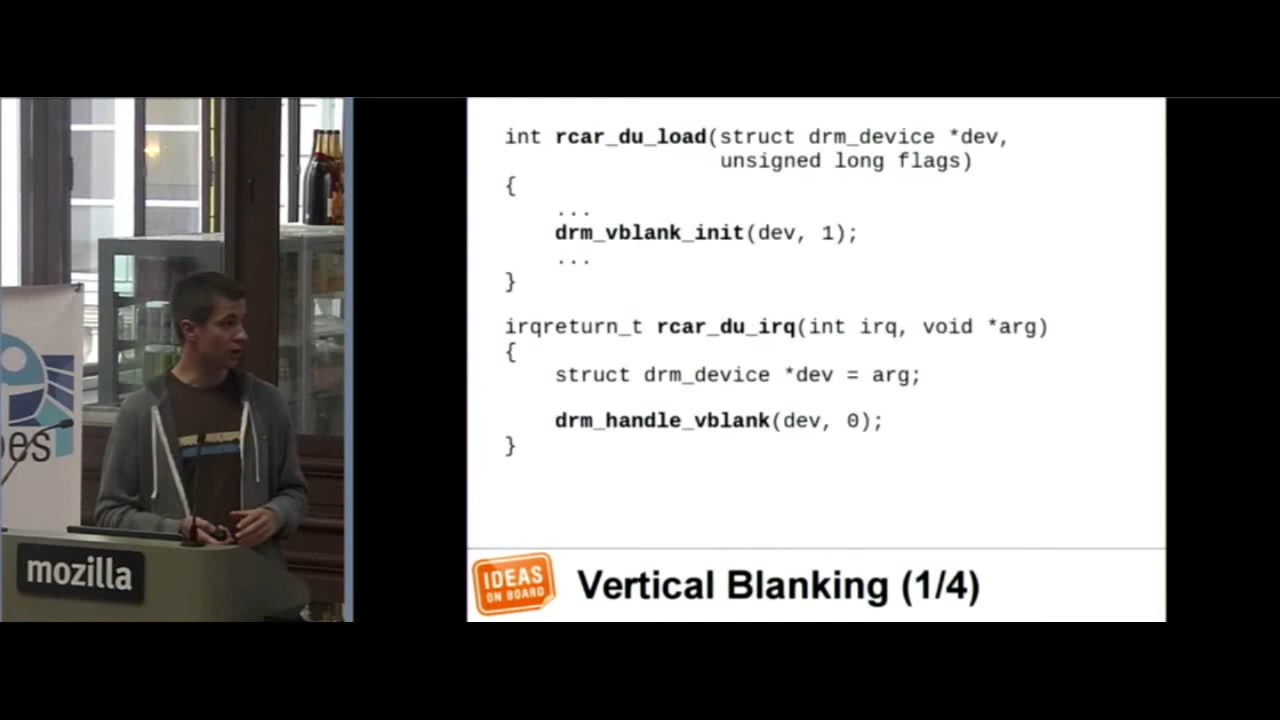 int rcar_du_load(struct drm_device *dev,
unsigned long flags)
{
...
drm_vblank_init(dev, 1);
...
}
irqreturn_t rcar_du_irq(int irq, void *arg)
{
struct drm_device *dev = arg;
drm_handle_vblank(dev, 0);
}
IDEAS
ON BOARD
Vertical Blanking (1/4)
mozilla